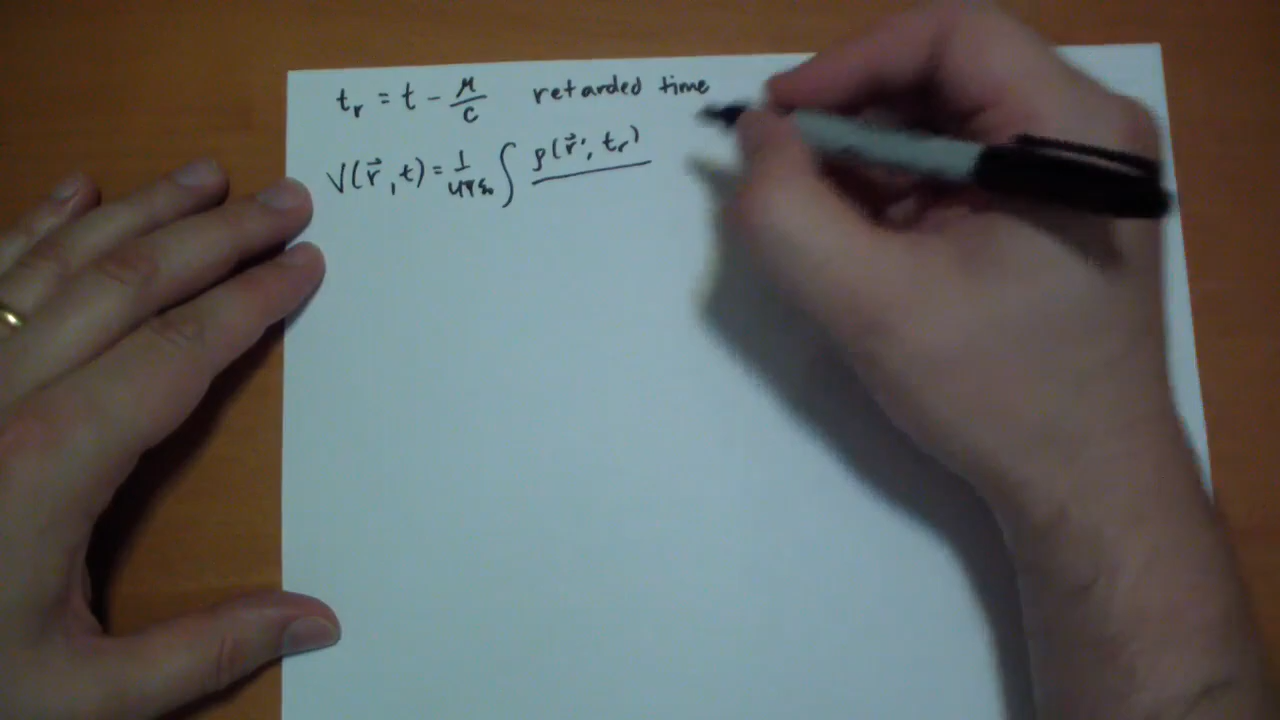 t_r = t - 𝓇/c retarded time
V(r⃗, t) = 1/4πε₀ ∫ ρ(r⃗', t_r)